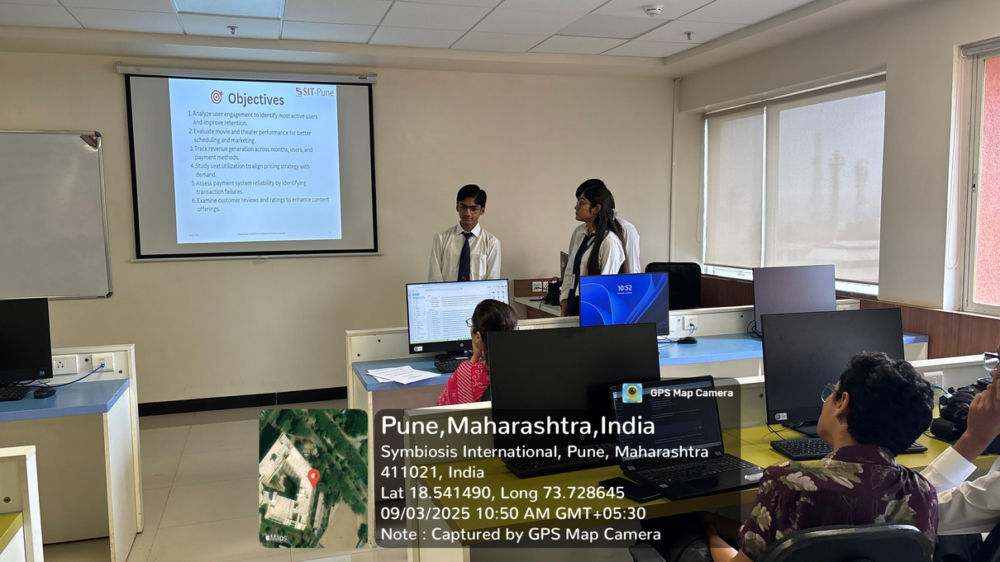 Objectives
SIT-Pune
1.Analyze user engagement to identify most active users
and improve retention.
2.Evaluate movie and theater performance for better
scheduling and marketing.
3.Track revenue generation across months, users, and
payment methods.
4.Study seat utilization to align pricing strategy with
demand.
5.Assess payment system reliability by identifying
transaction failures.
6.Examine customer reviews and ratings to enhance content
offerings.
10:52
GPS Map Camera
Pune,Maharashtra,India
Symbiosis International, Pune, Maharashtra
411021, India
Lat 18.541490, Long 73.728645
09/03/2025 10:50 AM GMT+05:30
Note : Captured by GPS Map Camera
Maps